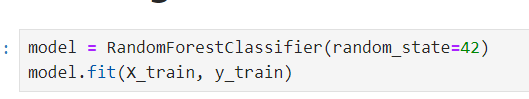 : model = RandomForestClassifier(random_state=42)
model.fit(X_train, y_train)